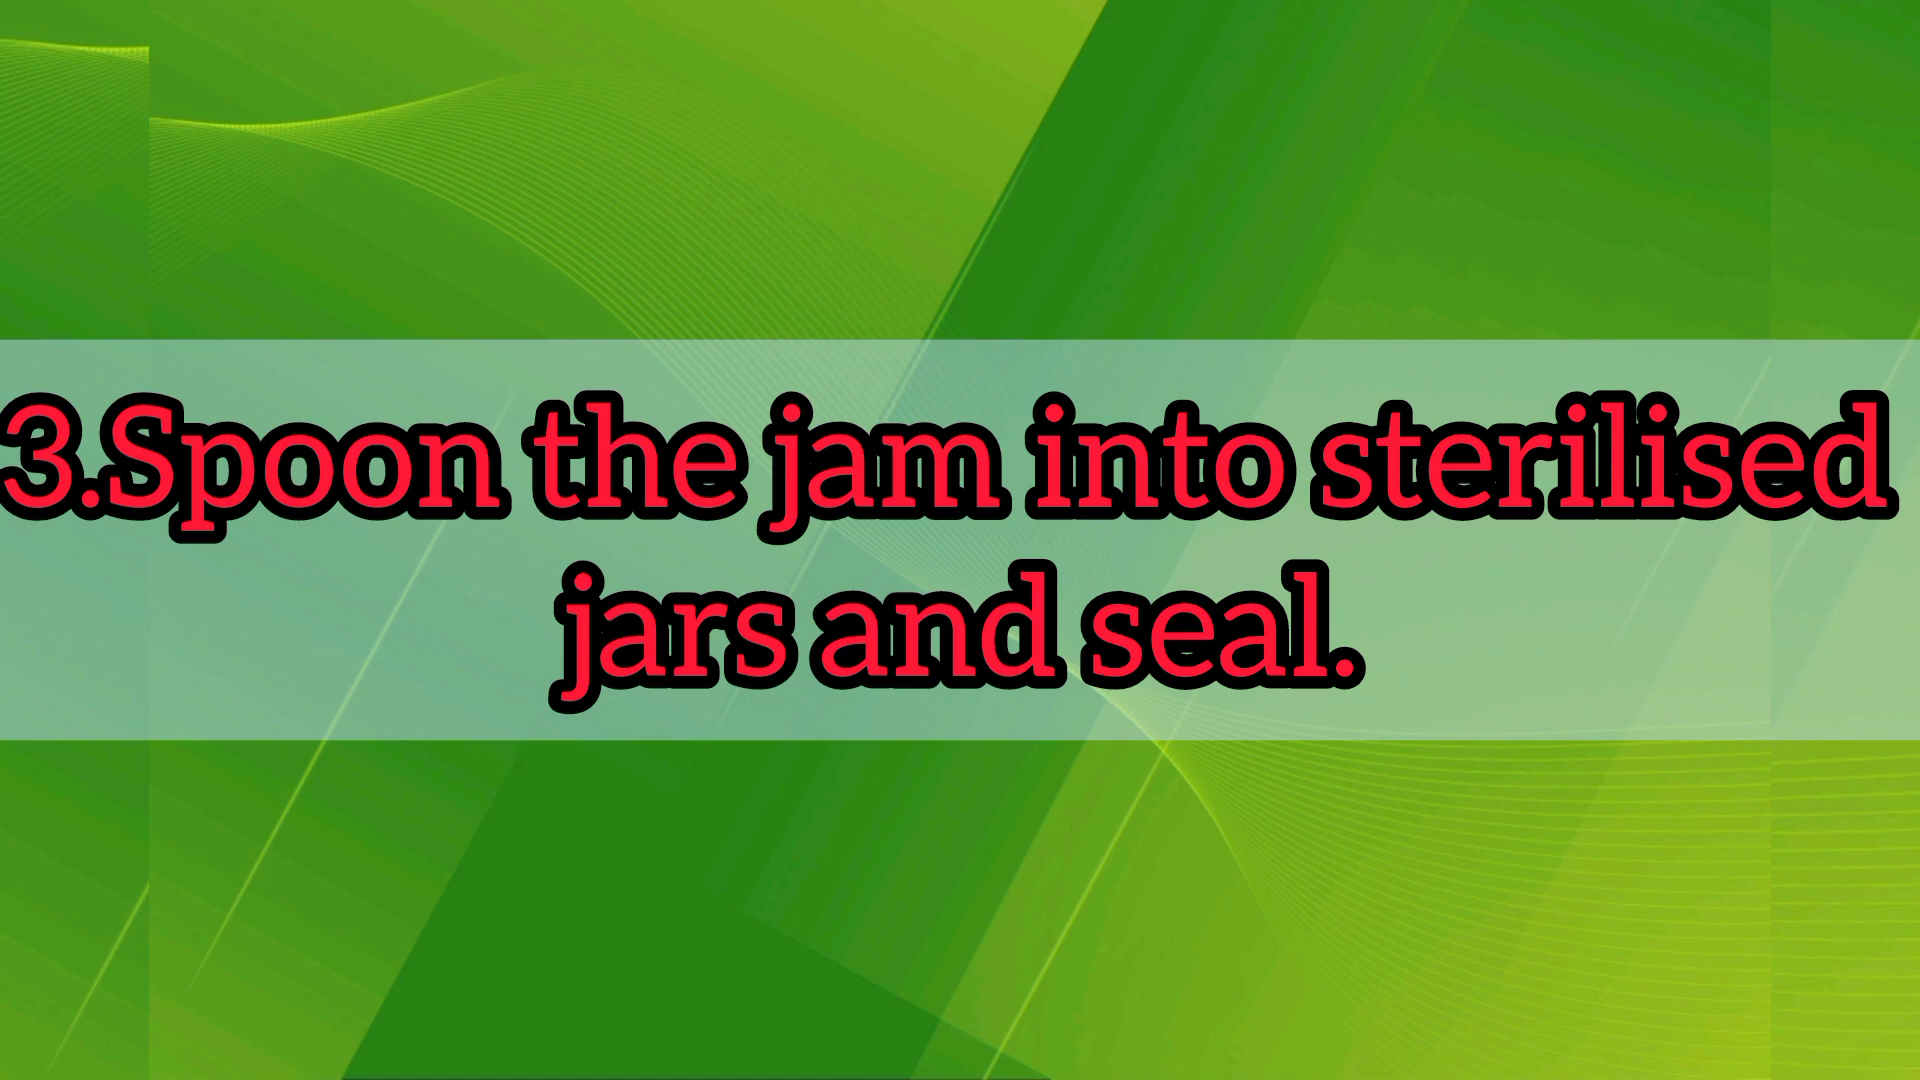 3.Spoon the jam into sterilised
jars and seal.